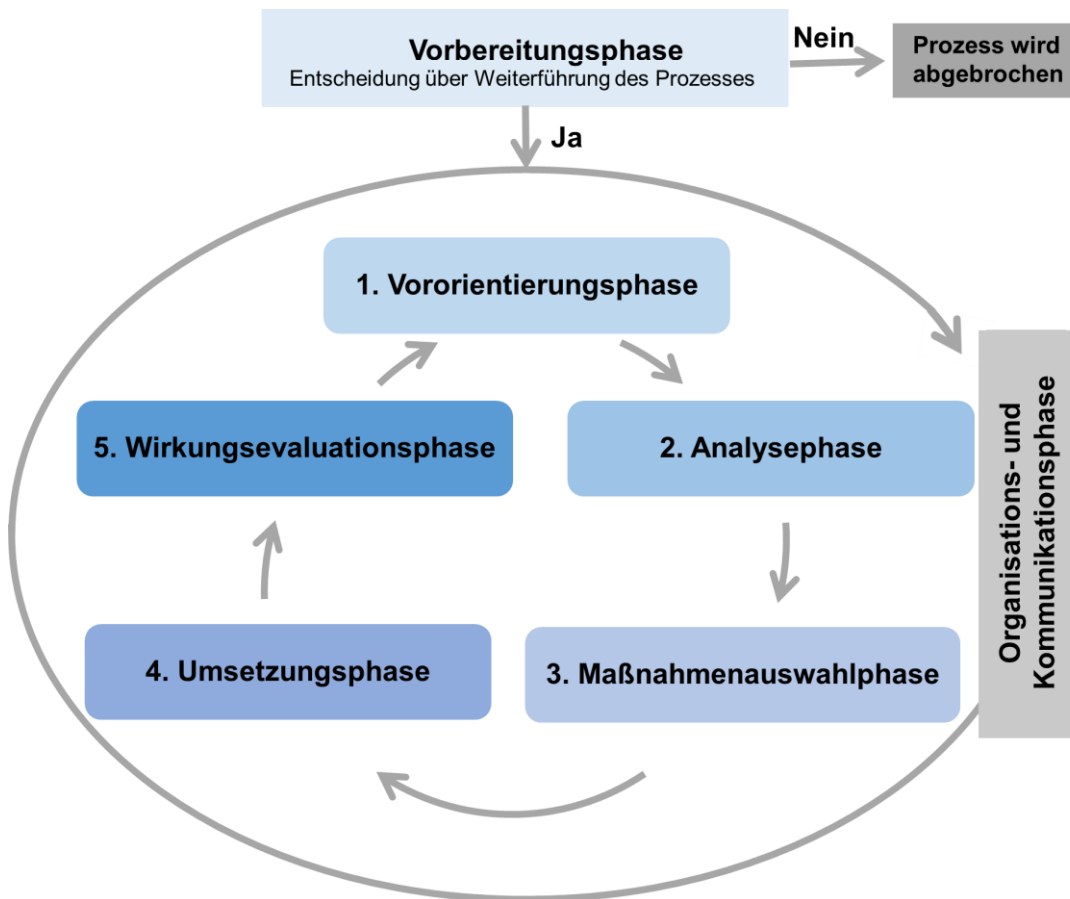 Vorbereitungsphase
Entscheidung über Weiterführung des Prozesses
Nein
Prozess wird
abgebrochen
Ja
1. Vororientierungsphase
5. Wirkungsevaluationsphase
2. Analysephase
4. Umsetzungsphase
3. Maßnahmenauswahlphase
Organisations- und
Kommunikationsphase